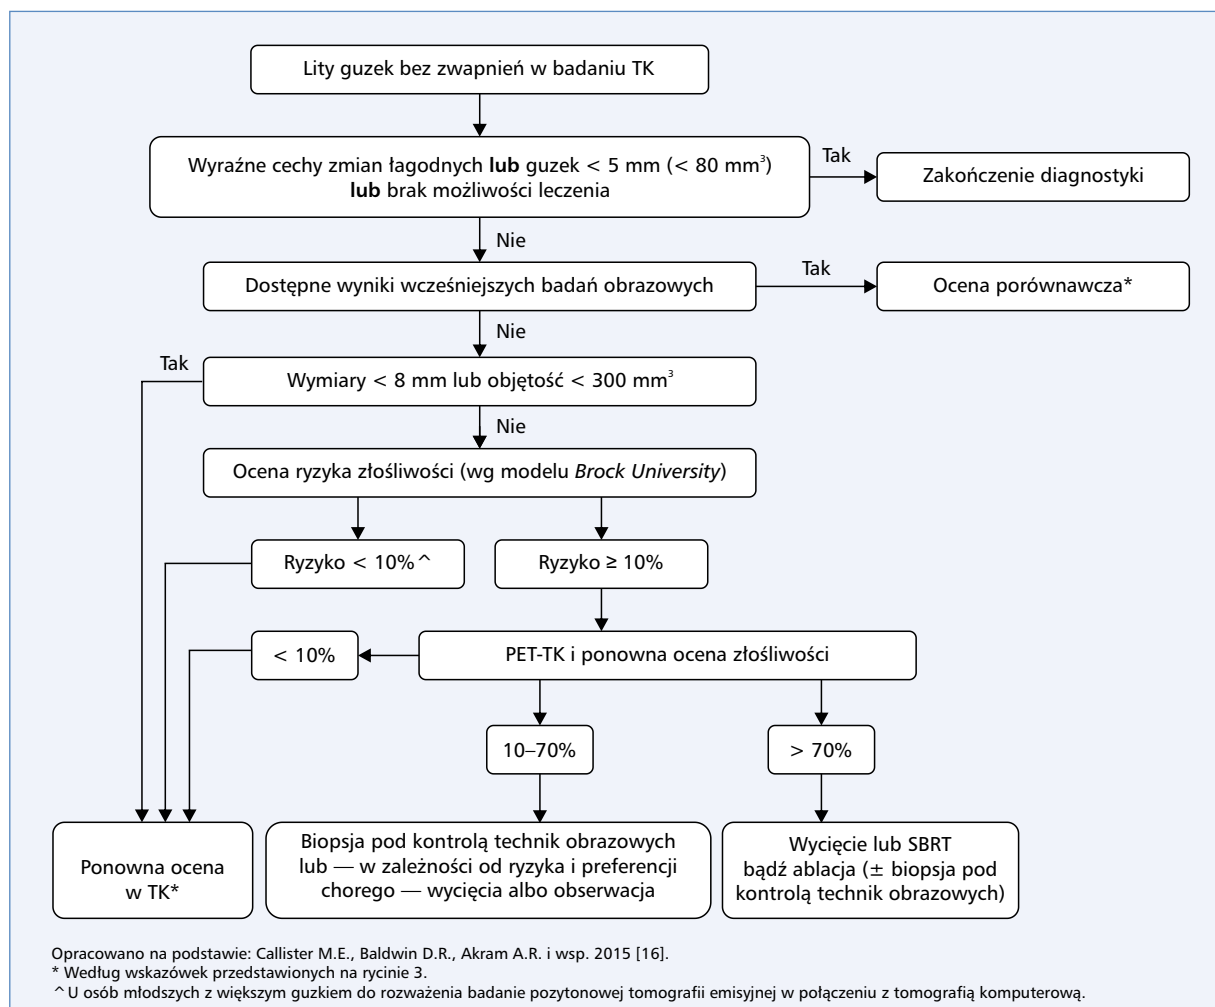 Lity guzek bez zwapnień w badaniu TK
Wyraźne cechy zmian łagodnych lub guzek < 5 mm (< 80 mm³)
lub brak możliwości leczenia
Tak
Zakończenie diagnostyki
Nie
Dostępne wyniki wcześniejszych badań obrazowych
Tak
Ocena porównawcza*
Nie
Tak
Wymiary < 8 mm lub objętość < 300 mm³
Nie
Ocena ryzyka złośliwości (wg modelu Brock University)
Ryzyko < 10%^
Ryzyko ≥ 10%
< 10%
PET-TK i ponowna ocena złośliwości
10–70%
> 70%
Ponowna ocena
w TK*
Biopsja pod kontrolą technik obrazowych
lub — w zależności od ryzyka i preferencji
chorego — wycięcia albo obserwacja
Wycięcie lub SBRT
bądź ablacja (± biopsja pod
kontrolą technik obrazowych)
Opracowano na podstawie: Callister M.E., Baldwin D.R., Akram A.R. i wsp. 2015 [16].
* Według wskazówek przedstawionych na rycinie 3.
^ U osób młodszych z większym guzkiem do rozważenia badanie pozytonowej tomografii emisyjnej w połączeniu z tomografią komputerową.